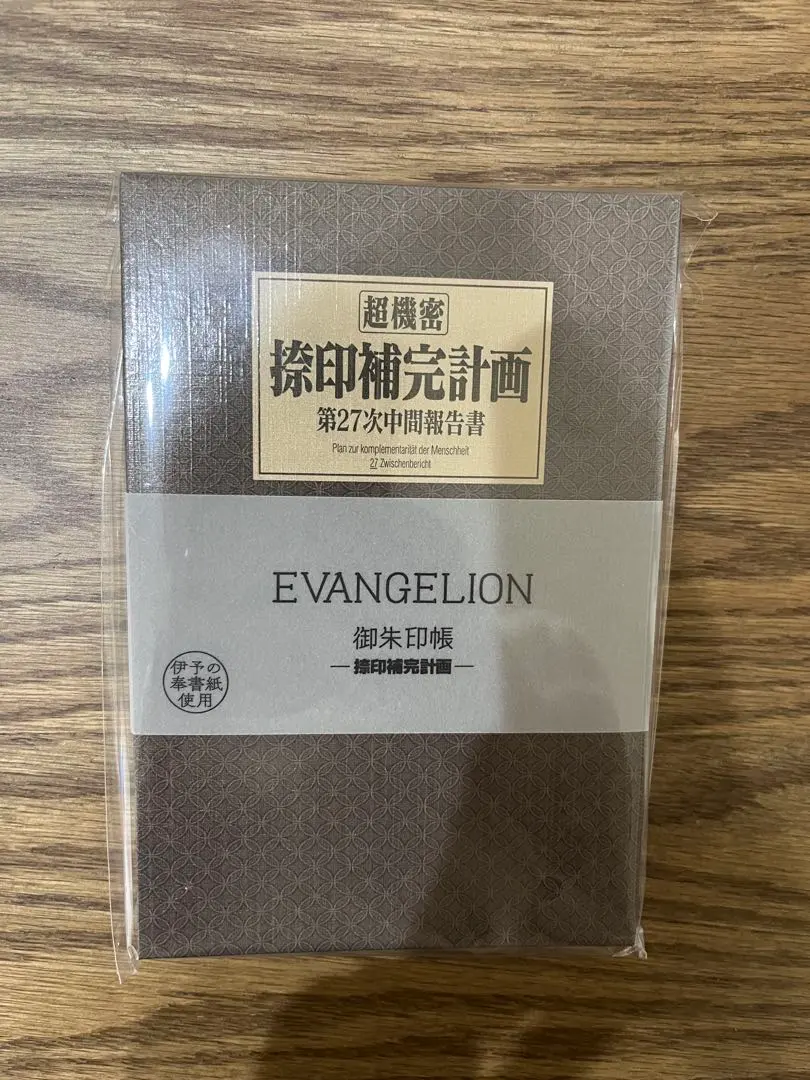 超機密
捺印補完計画
第27次中間報告書
Plan zur komplementarität der Menschheit
27 Zwischenbericht
EVANGELION
御朱印帳
—捺印補完計画—
伊予の
奉書紙
使用